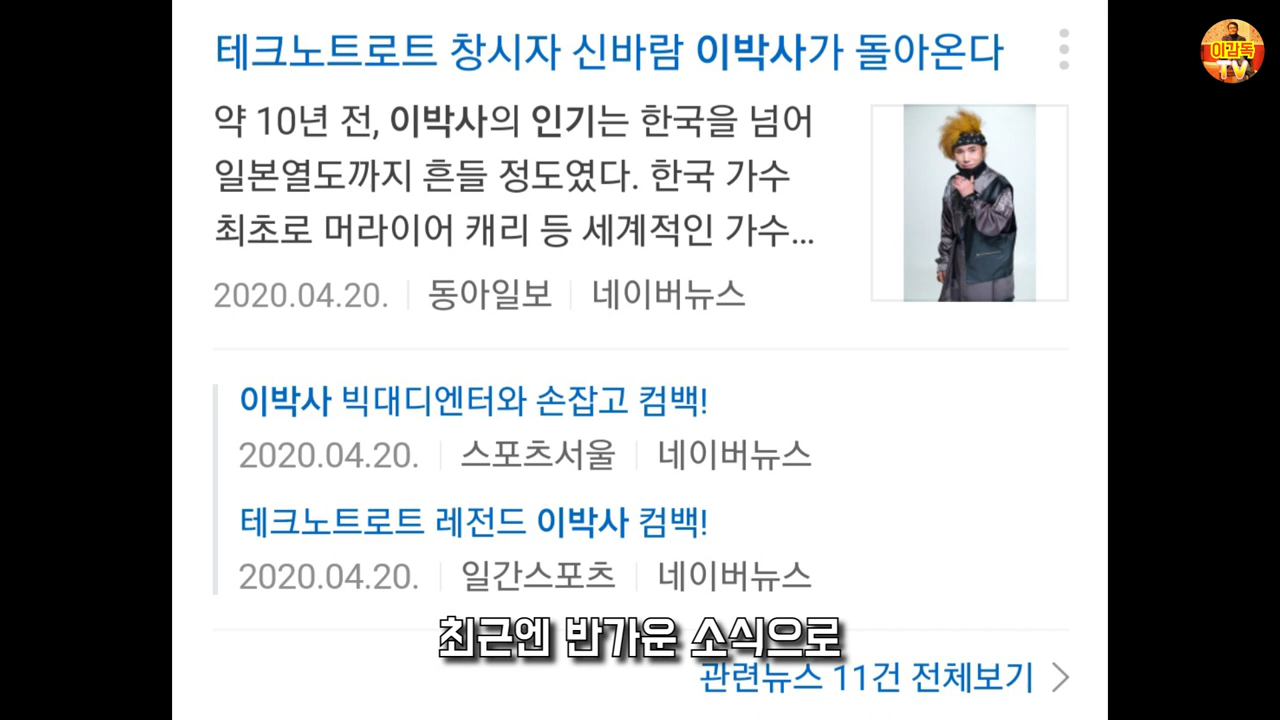 테크노트로트 창시자 신바람 이박사가 돌아온다
약 10년 전, 이박사의 인기는 한국을 넘어
일본열도까지 흔들 정도였다. 한국 가수
최초로 머라이어 캐리 등 세계적인 가수...
2020.04.20. 동아일보 네이버뉴스
이박사 빅대디엔터와 손잡고 컴백!
2020.04.20. 스포츠서울 네이버뉴스
테크노트로트 레전드 이박사 컴백!
2020.04.20. 일간스포츠 네이버뉴스
최근엔 반가운 소식으로
관련뉴스 11건 전체보기
이감독
TV